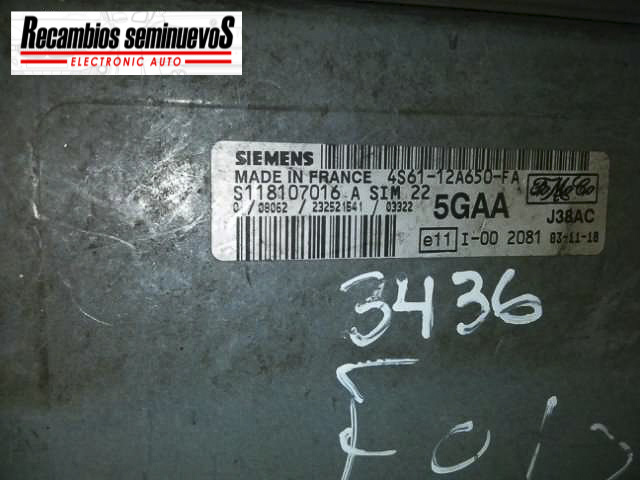 Recambios seminuevoS
ELECTRONIC AUTO
SIEMENS
MADE IN FRANCE 4S61-12A650-FA
S118107016 A SIM 22
0 / 08062 / 232521541 / 03322
5GAA
J38AC
e11 I-00 2081 03-11-18
3436